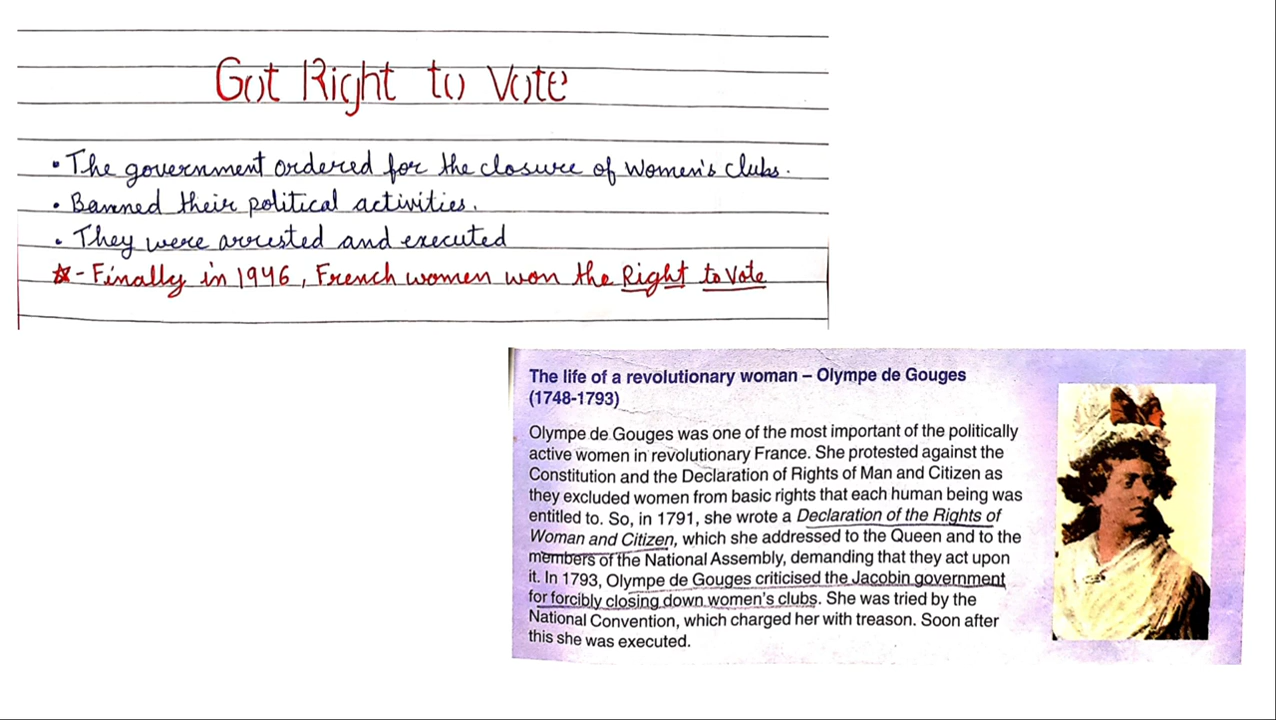 Got Right to Vote
• The government ordered for the closure of Women's clubs.
• Banned their political activities.
• They were arrested and executed
☆- Finally in 1946, French women won the Right to Vote
The life of a revolutionary woman – Olympe de Gouges
(1748-1793)
Olympe de Gouges was one of the most important of the politically
active women in revolutionary France. She protested against the
Constitution and the Declaration of Rights of Man and Citizen as
they excluded women from basic rights that each human being was
entitled to. So, in 1791, she wrote a Declaration of the Rights of
Woman and Citizen, which she addressed to the Queen and to the
members of the National Assembly, demanding that they act upon
it. In 1793, Olympe de Gouges criticised the Jacobin government
for forcibly closing down women's clubs. She was tried by the
National Convention, which charged her with treason. Soon after
this she was executed.